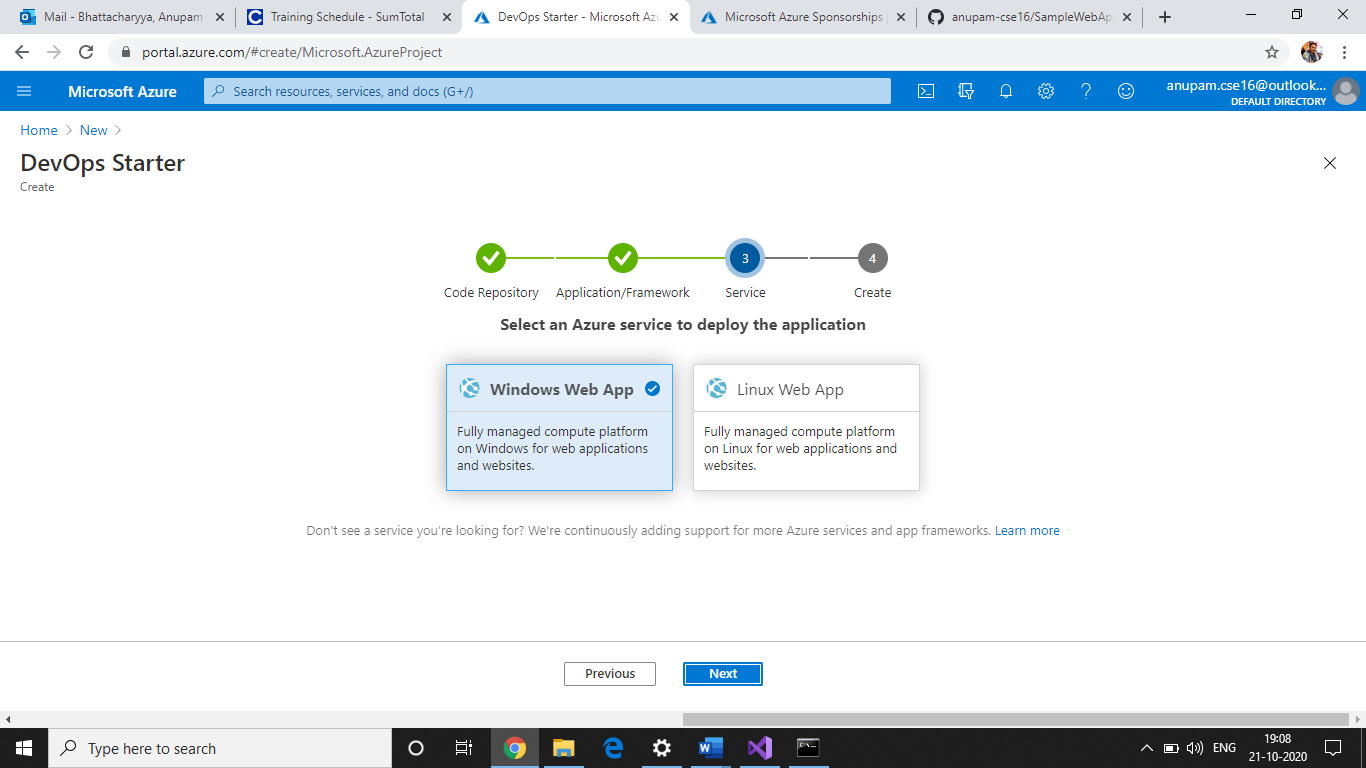 Mail - Bhattacharyya, Anupam
Training Schedule - SumTotal
DevOps Starter - Microsoft Azu
Microsoft Azure Sponsorships
anupam-cse16/SampleWebAp
portal.azure.com/#create/Microsoft.AzureProject
Microsoft Azure
Search resources, services, and docs (G+/)
anupam.cse16@outlook...
DEFAULT DIRECTORY
Home
New
DevOps Starter
Create
3
4
Code Repository
Application/Framework
Service
Create
Select an Azure service to deploy the application
Windows Web App
Fully managed compute platform
on Windows for web applications
and websites.
Linux Web App
Fully managed compute platform
on Linux for web applications and
websites.
Don't see a service you're looking for? We're continuously adding support for more Azure services and app frameworks. Learn more
Previous
Next
Type here to search
ENG
19:08
21-10-2020